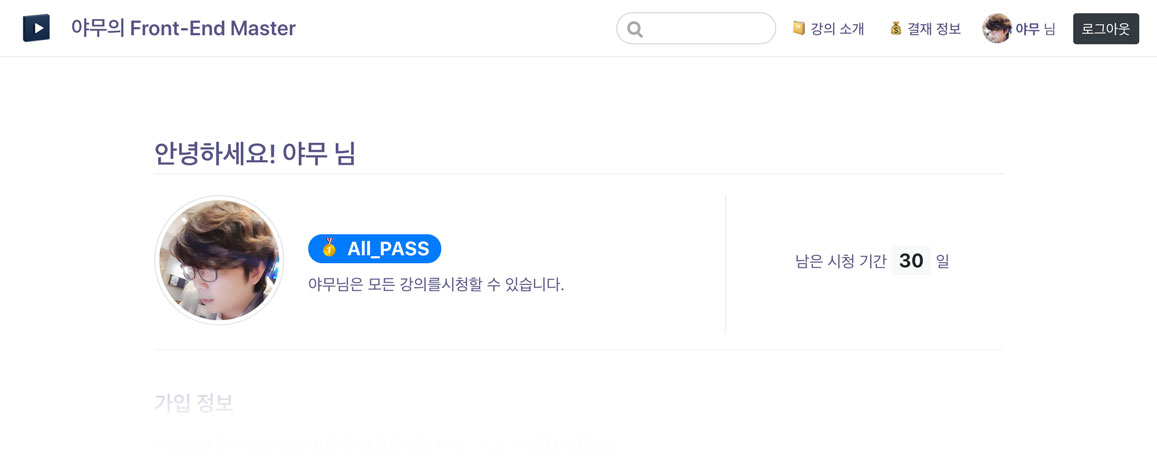 야무의 Front-End Master
강의 소개
결재 정보
야무 님
로그아웃
안녕하세요! 야무 님
All_PASS
야무님은 모든 강의를시청할 수 있습니다.
남은 시청 기간 30 일
가입 정보